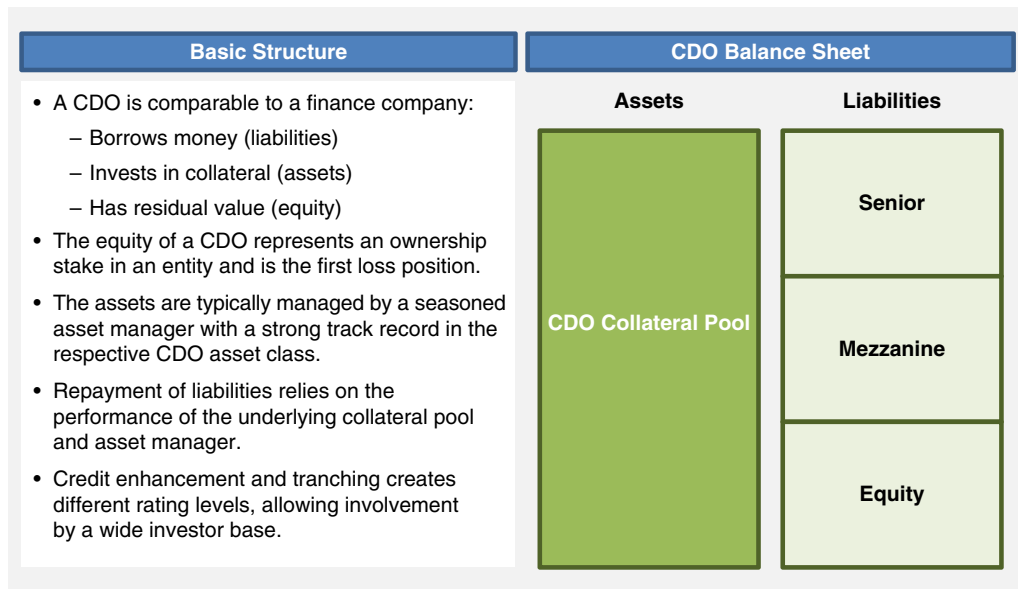 Basic Structure
• A CDO is comparable to a finance company:
– Borrows money (liabilities)
– Invests in collateral (assets)
– Has residual value (equity)
• The equity of a CDO represents an ownership
stake in an entity and is the first loss position.
• The assets are typically managed by a seasoned
asset manager with a strong track record in the
respective CDO asset class.
• Repayment of liabilities relies on the
performance of the underlying collateral pool
and asset manager.
• Credit enhancement and tranching creates
different rating levels, allowing involvement
by a wide investor base.
CDO Balance Sheet
Assets
Liabilities
CDO Collateral Pool
Senior
Mezzanine
Equity